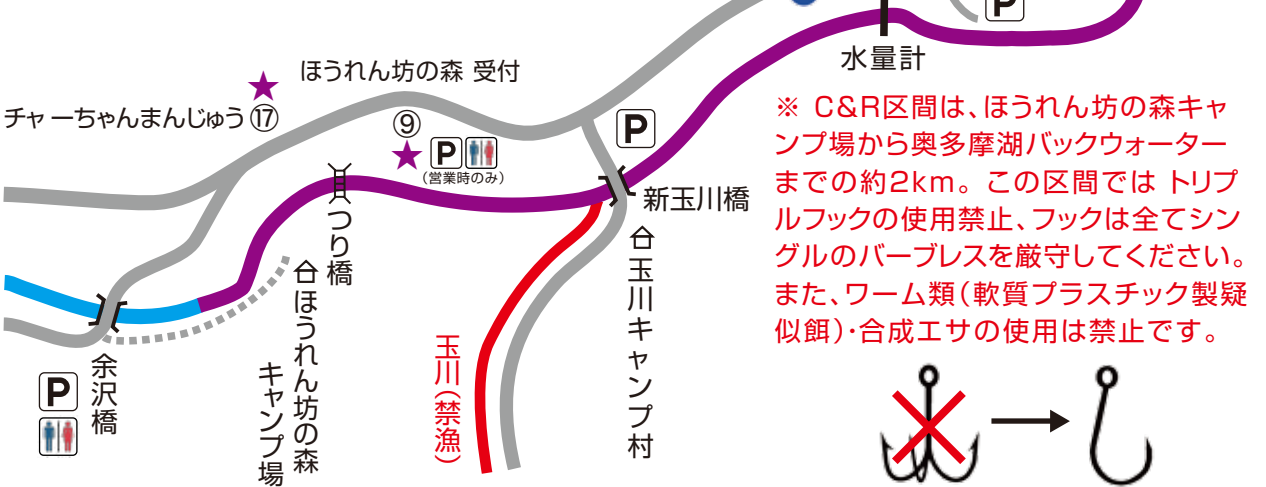 P
水量計
ほうれん坊の森 受付
チャーちゃんまんじゅう⑰
⑨
P
(営業時のみ)
P
新玉川橋
つり橋
ほうれん坊の森
キャンプ場
玉川キャンプ村
玉川(禁漁)
余沢橋
P
※ C&R区間は、ほうれん坊の森キャ
ンプ場から奥多摩湖バックウォーター
までの約2km。この区間では トリプ
ルフックの使用禁止、フックは全てシン
グルのバーブレスを厳守してください。
また、ワーム類(軟質プラスチック製疑
似餌)・合成エサの使用は禁止です。